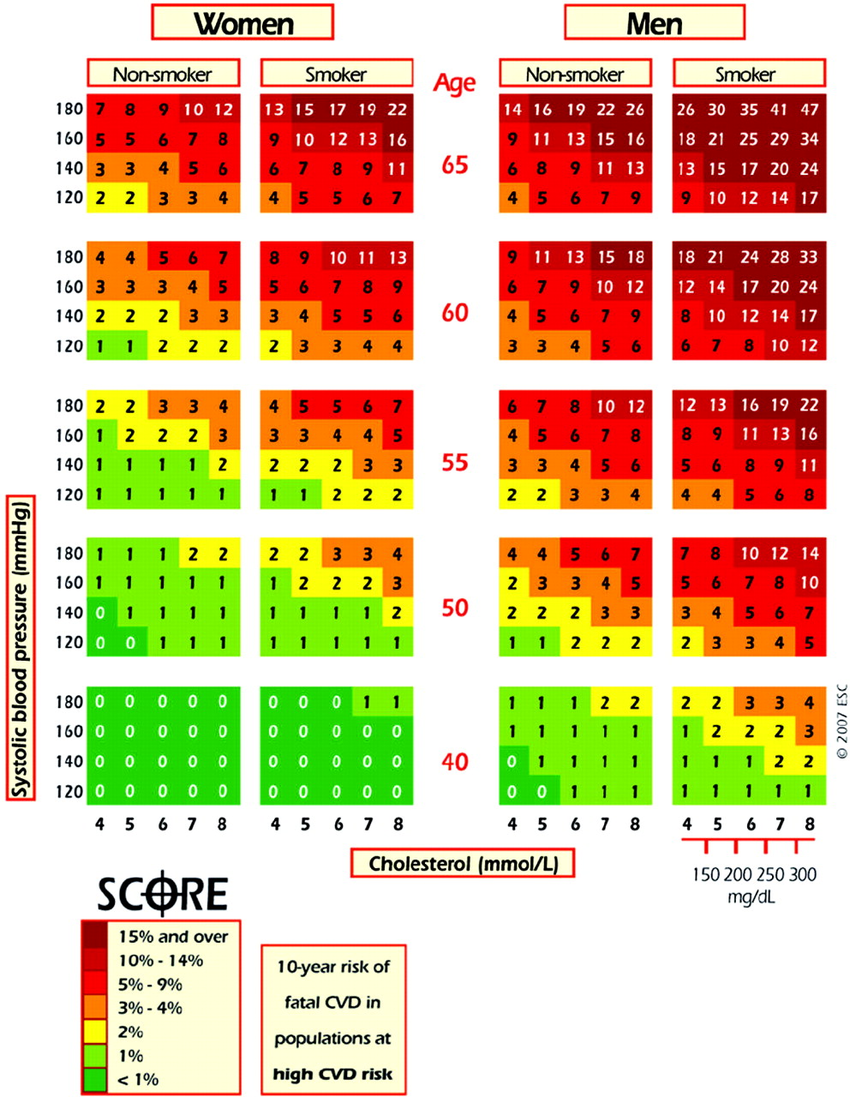 Women Men
Non-smoker Smoker Age Non-smoker Smoker
180 7 8 9 10 12 13 15 17 19 22 14 16 19 22 26 26 30 35 41 47
160 5 5 6 7 8 9 10 12 13 16 9 11 13 15 16 18 21 25 29 34
65
140 3 3 4 5 6 6 7 8 9 11 6 8 9 11 13 13 15 17 20 24
120 2 2 3 3 4 4 5 5 6 7 4 5 6 7 9 9 10 12 14 17
180 4 4 5 6 7 8 9 10 11 13 9 11 13 15 18 18 21 24 28 33
160 3 3 3 4 5 5 6 7 8 9 6 7 9 10 12 12 14 17 20 24
60
140 2 2 2 3 3 3 4 5 5 6 4 5 6 7 9 8 10 12 14 17
120 1 1 2 2 2 2 3 3 4 4 3 3 4 5 6 6 7 8 10 12
180 2 2 3 3 4 4 5 5 6 7 6 7 8 10 12 12 13 16 19 22
160 1 2 2 2 3 3 3 4 4 5 4 5 6 7 8 8 9 11 13 16
55
140 1 1 1 1 2 2 2 2 3 3 3 3 4 5 6 5 6 8 9 11
120 1 1 1 1 1 1 1 2 2 2 2 2 3 3 4 4 4 5 6 8
180 1 1 1 2 2 2 2 3 3 4 4 4 5 6 7 7 8 10 12 14
160 1 1 1 1 1 1 2 2 2 3 2 3 3 4 5 5 6 7 8 10
50
140 0 1 1 1 1 1 1 1 1 2 2 2 2 3 3 3 4 5 6 7
120 0 0 1 1 1 1 1 1 1 1 1 1 2 2 2 2 3 3 4 5
180 0 0 0 0 0 0 0 0 1 1 1 1 1 2 2 2 2 3 3 4
160 0 0 0 0 0 0 0 0 0 0 1 1 1 1 1 1 2 2 2 3
40
140 0 0 0 0 0 0 0 0 0 0 0 1 1 1 1 1 1 1 2 2
120 0 0 0 0 0 0 0 0 0 0 0 0 1 1 1 1 1 1 1 1
4 5 6 7 8 4 5 6 7 8 4 5 6 7 8 4 5 6 7 8
Systolic blood pressure (mmHg)
© 2007 ESC
Cholesterol (mmol/L)
150 200 250 300
mg/dL
SCORE
15% and over
10% - 14%
5% - 9%
3% - 4%
2%
1%
< 1%
10-year risk of
fatal CVD in
populations at
high CVD risk